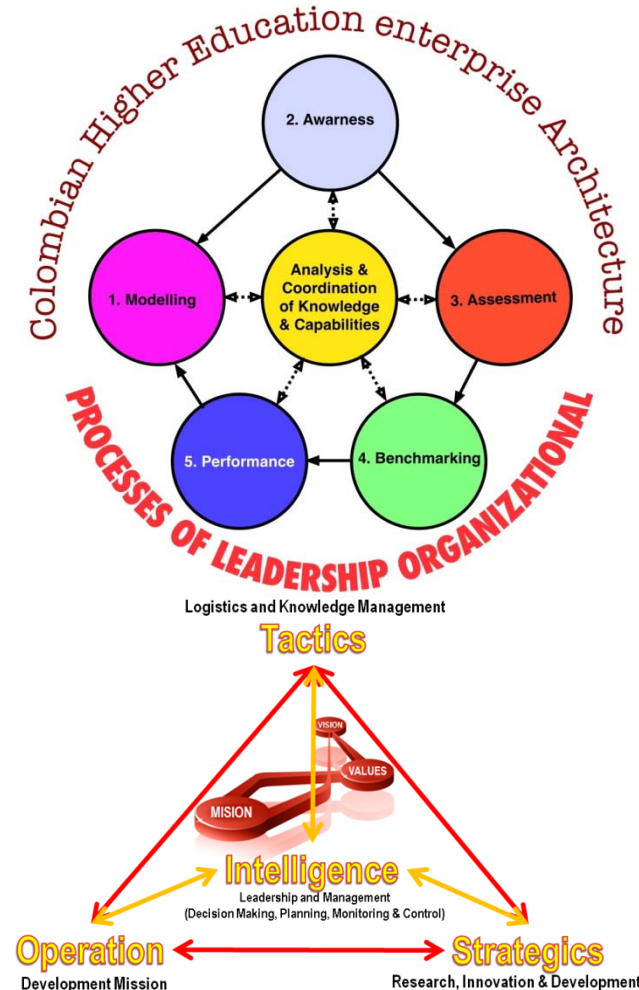 Colombian Higher Education enterprise Architecture
2. Awarness
1. Modelling
Analysis &
Coordination
of Knowledge
& Capabilities
3. Assessment
5. Performance
4. Benchmarking
PROCESSES OF LEADERSHIP ORGANIZATIONAL
Logistics and Knowledge Management
Tactics
VISION
VALUES
MISION
Intelligence
Leadership and Management
(Decision Making, Planning, Monitoring & Control)
Operation
Strategics
Development Mission
Research, Innovation & Development